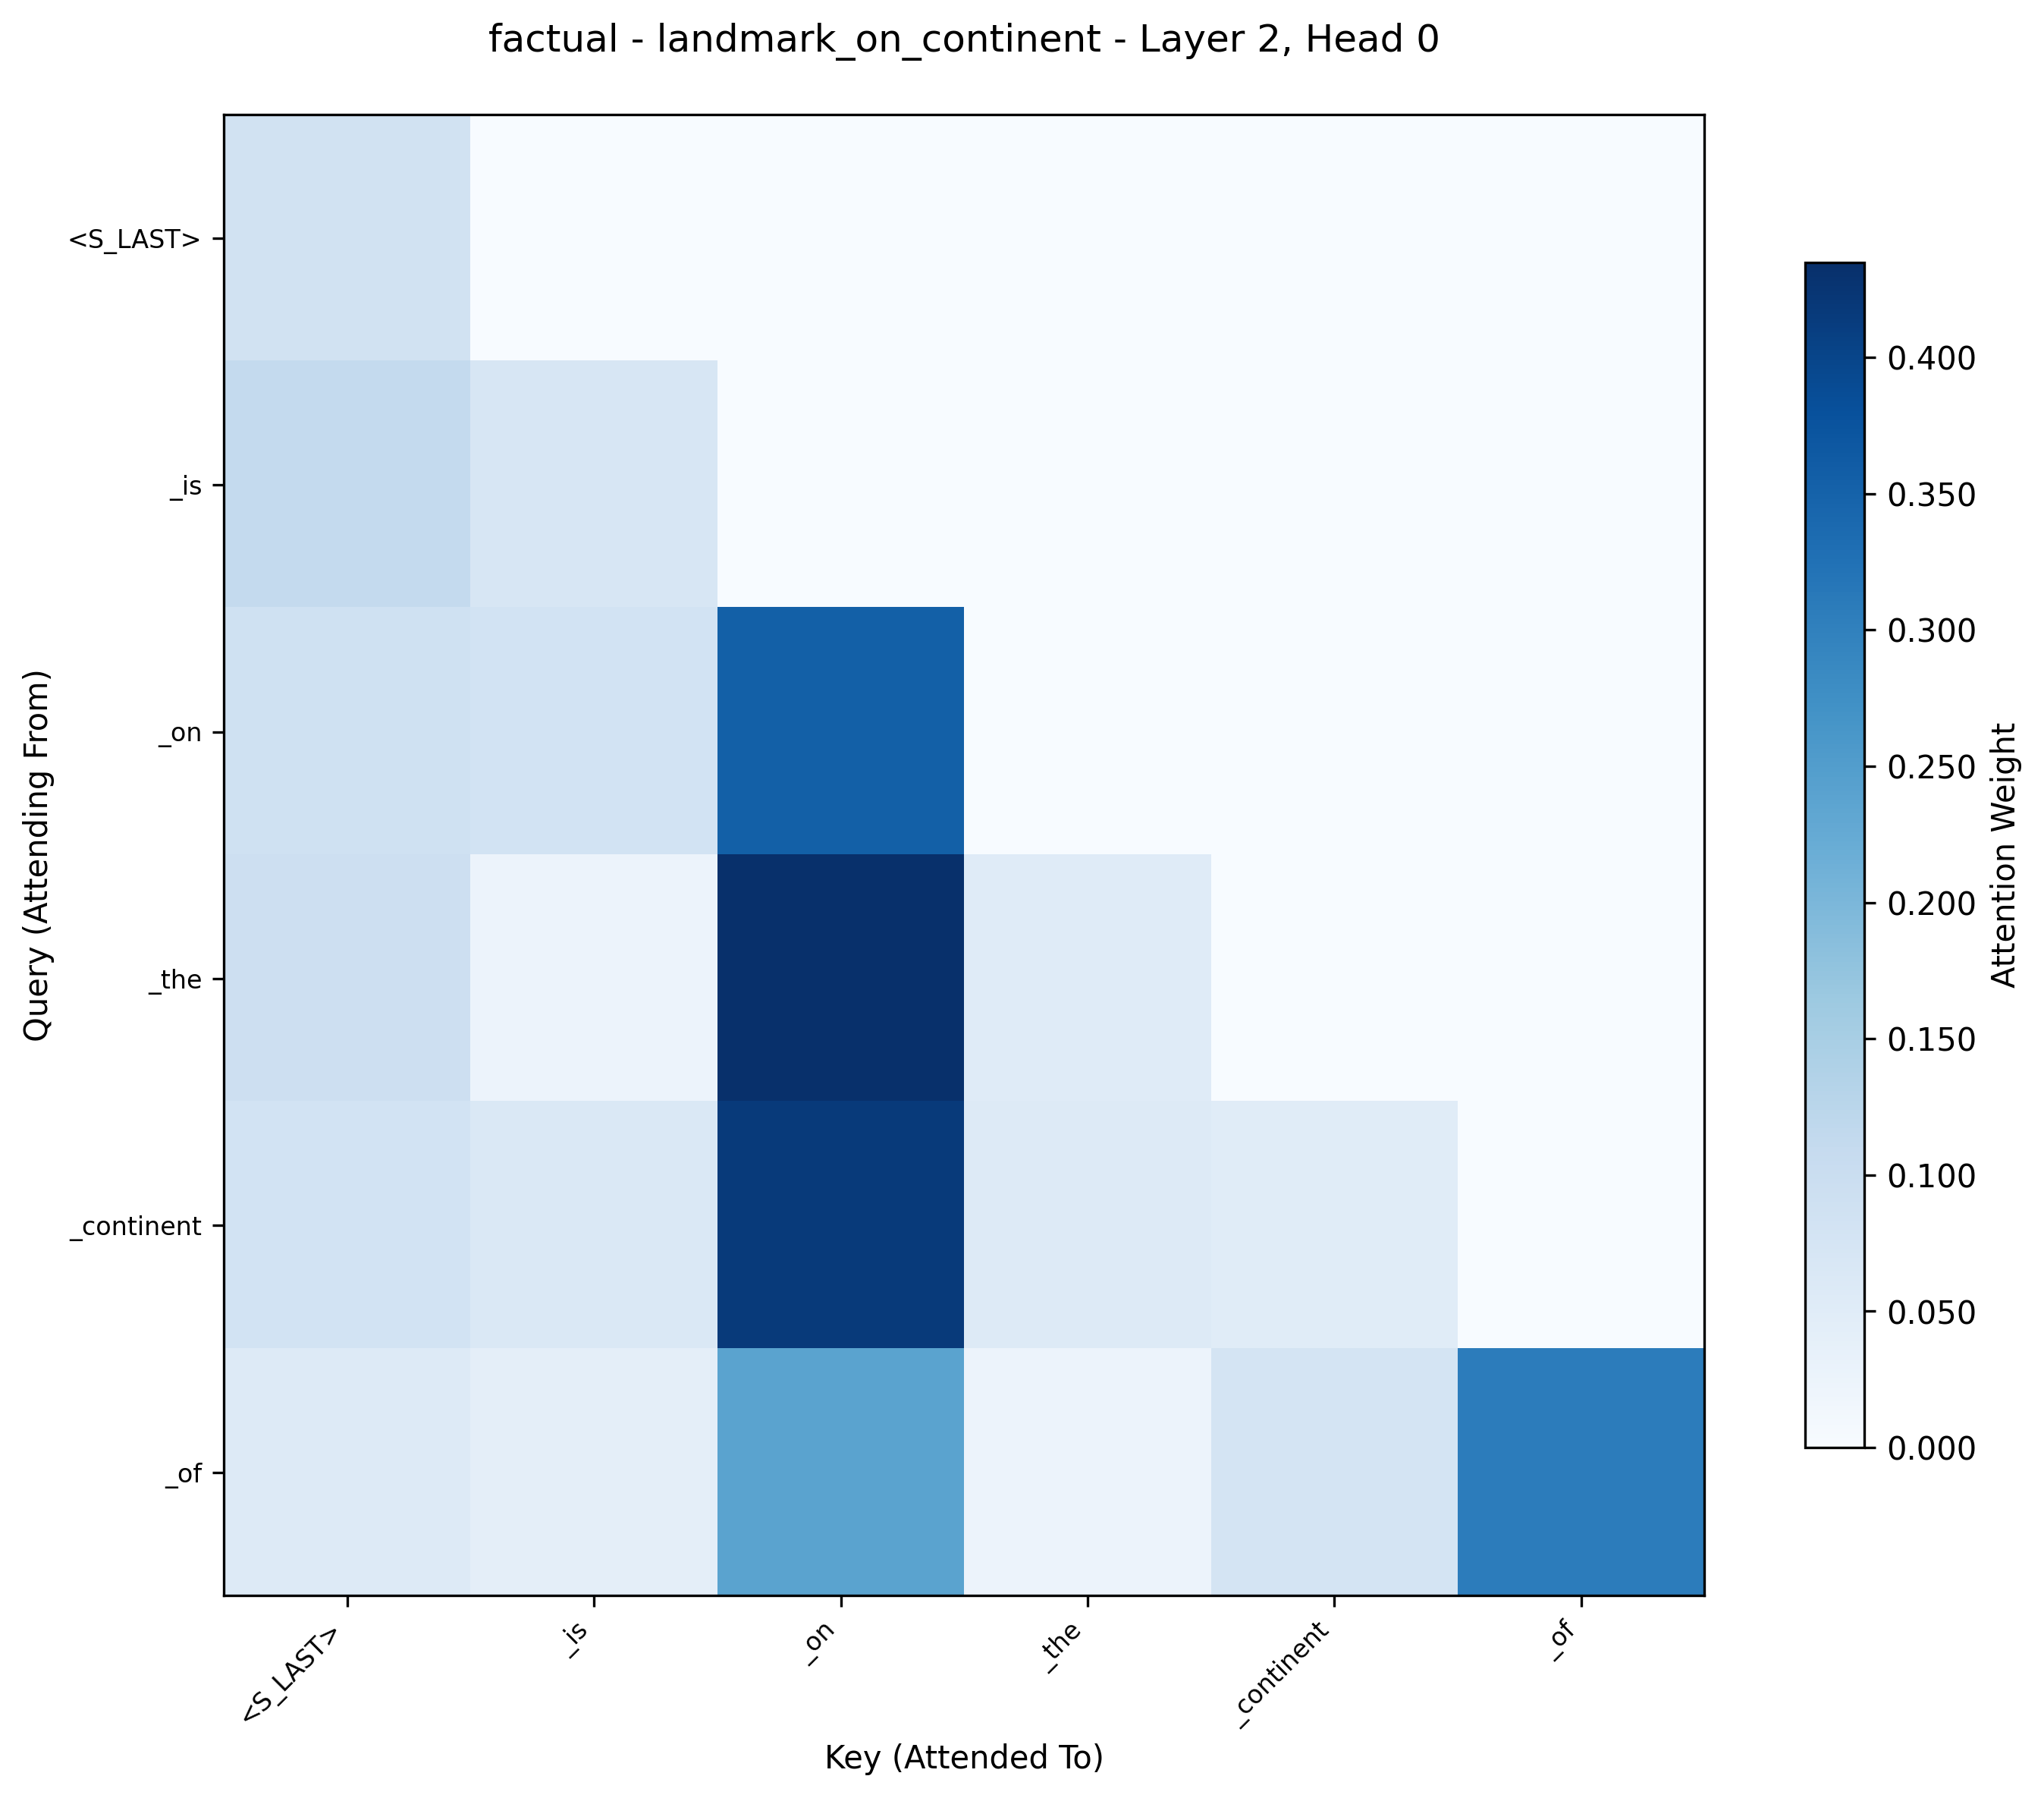 factual - landmark_on_continent - Layer 2, Head 0
Query (Attending From)
<S_LAST>
_is
_on
_the
_continent
_of
<S_LAST>
_is
_on
_the
_continent
_of
Key (Attended To)
0.400
0.350
0.300
0.250
0.200
0.150
0.100
0.050
0.000
Attention Weight